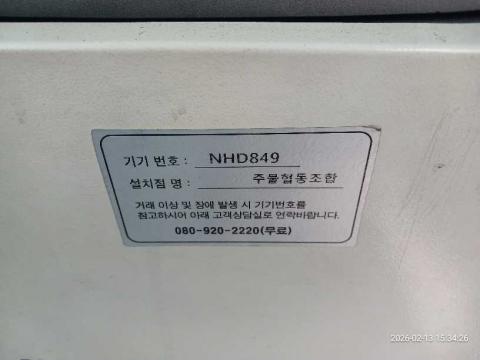 기기 번호 : NHD849
설치점 명 : 주물협동조합
거래 이상 및 장애 발생 시 기기번호를
참고하시어 아래 고객상담실로 연락바랍니다.
080-920-2220(무료)
2026-02-13 15:34:26